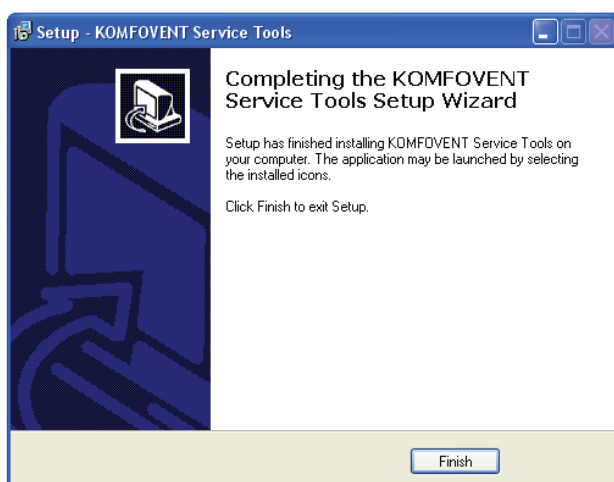 Setup - KOMFOVENT Service Tools
Completing the KOMFOVENT
Service Tools Setup Wizard
Setup has finished installing KOMFOVENT Service Tools on
your computer. The application may be launched by selecting
the installed icons.
Click Finish to exit Setup.
Finish